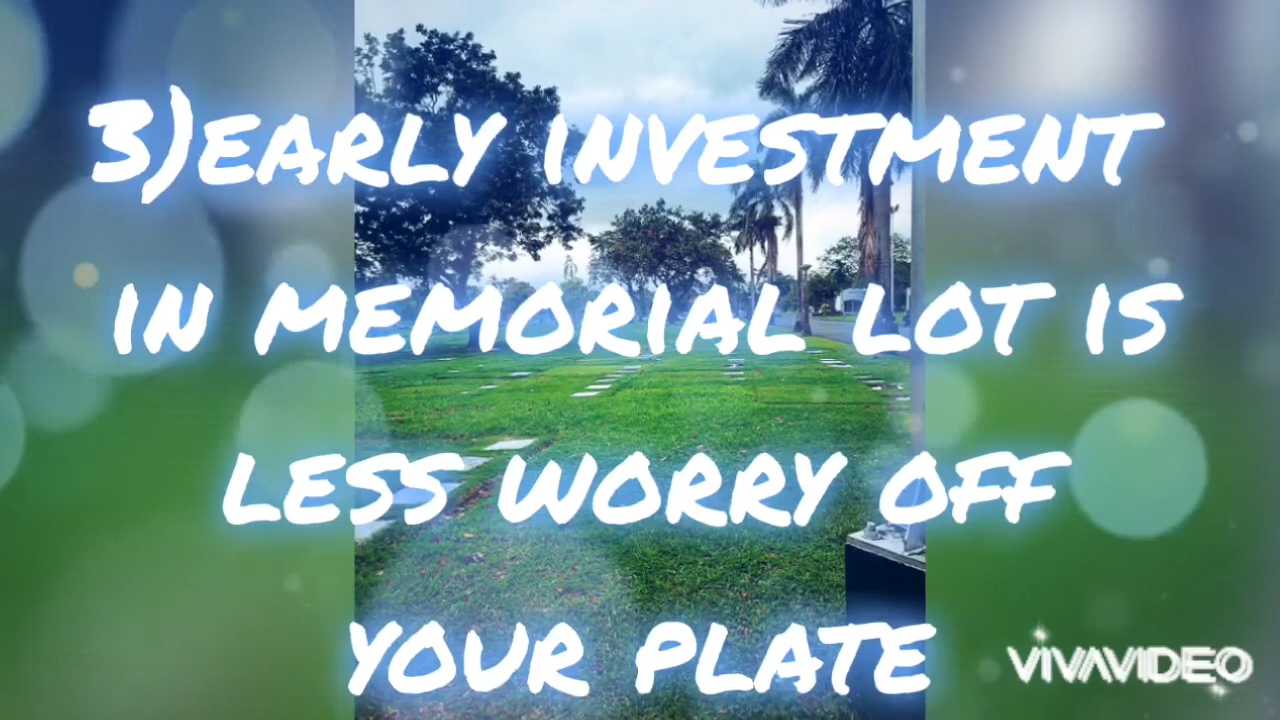 3)EARLY INVESTMENT
IN MEMORIAL LOT IS
LESS WORRY OFF
YOUR PLATE
VIVAVIDEO